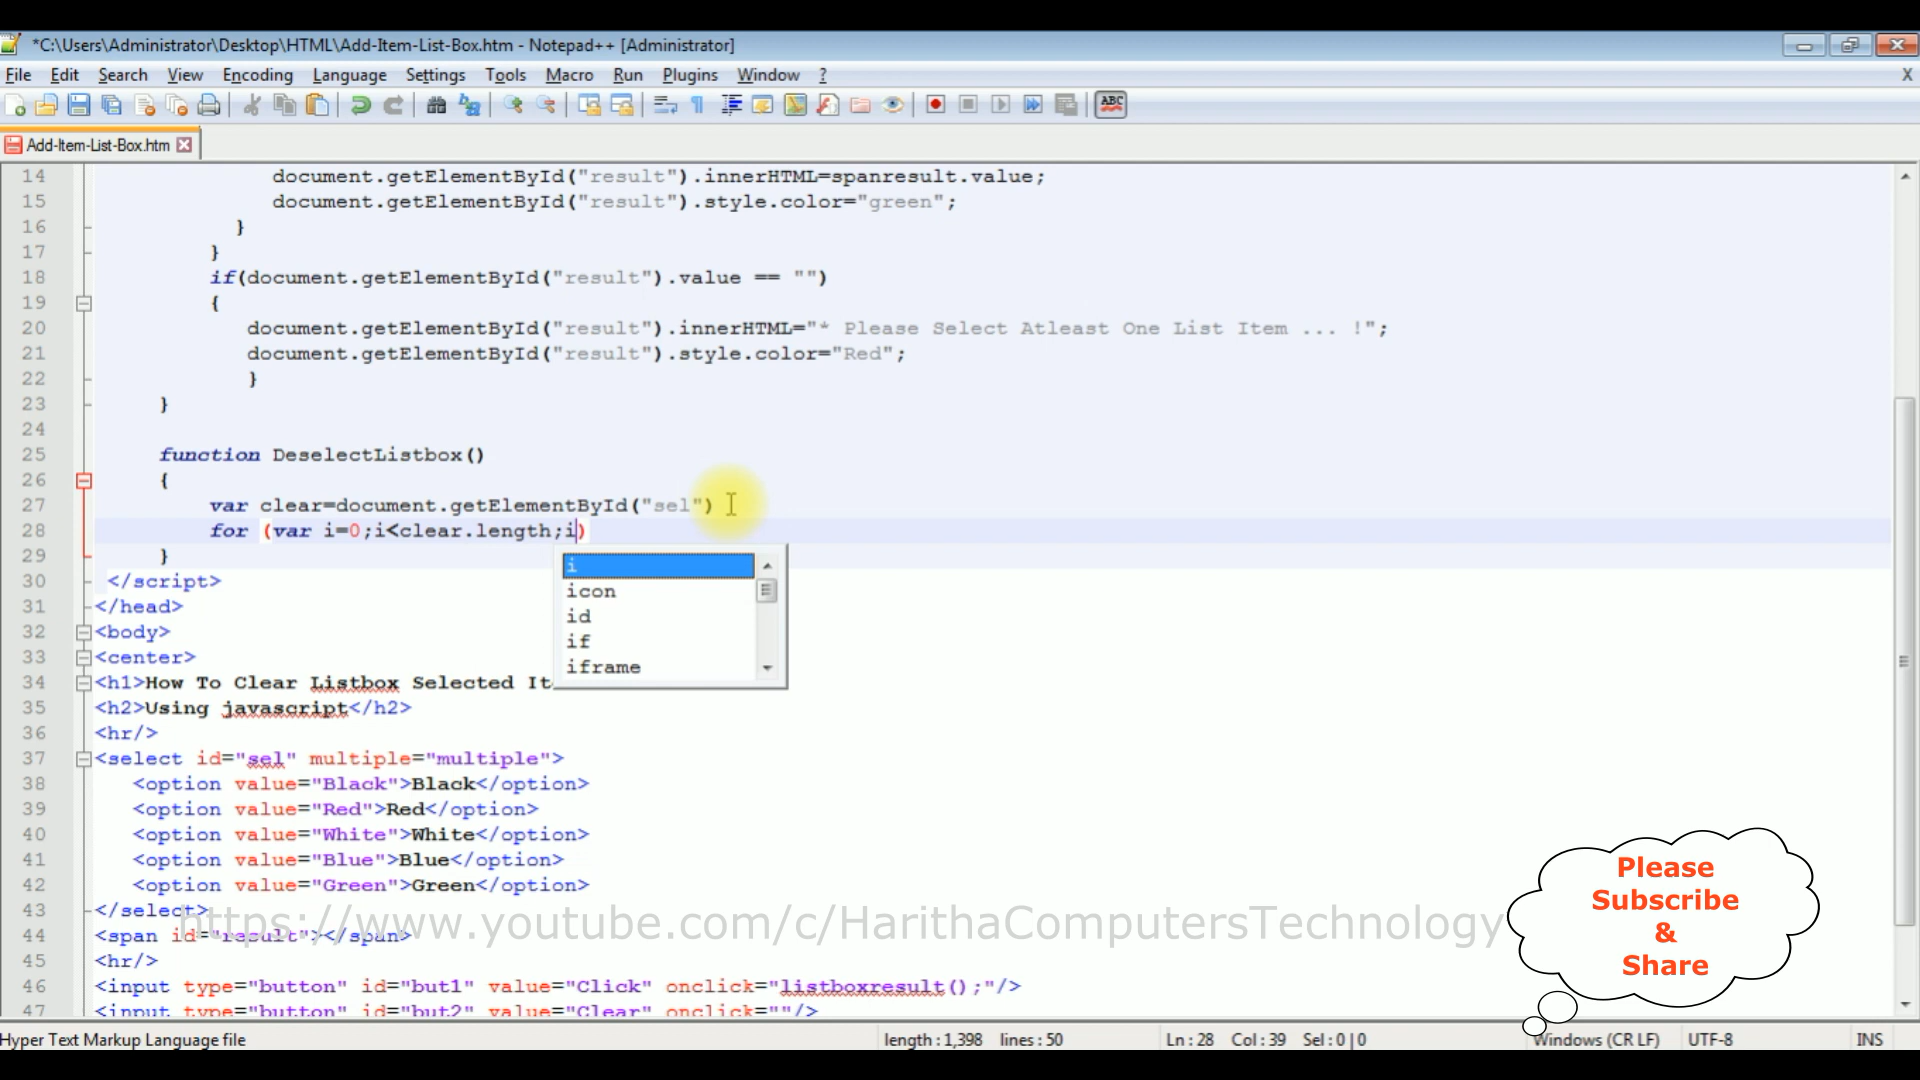 *C:\Users\Administrator\Desktop\HTML\Add-Item-List-Box.htm - Notepad++ [Administrator]
File Edit Search View Encoding Language Settings Tools Macro Run Plugins Window ? X
ABC
Add-Item-List-Box.htm
14 document.getElementById("result").innerHTML=spanresult.value;
15 document.getElementById("result").style.color="green";
16 }
17 }
18 if(document.getElementById("result").value == "")
19 {
20 document.getElementById("result").innerHTML="* Please Select Atleast One List Item ... !";
21 document.getElementById("result").style.color="Red";
22 }
23 }
24
25 function DeselectListbox()
26 {
27 var clear=document.getElementById("sel")
28 for (var i=0;i<clear.length;i)
29 }
30 </script>
31 </head>
32 <body>
33 <center>
34 <h1>How To Clear Listbox Selected It
35 <h2>Using javascript</h2>
36 <hr/>
37 <select id="sel" multiple="multiple">
38 <option value="Black">Black</option>
39 <option value="Red">Red</option>
40 <option value="White">White</option>
41 <option value="Blue">Blue</option>
42 <option value="Green">Green</option>
43 </select>
44 <span id="result"></span>
45 <hr/>
46 <input type="button" id="but1" value="Click" onclick="listboxresult();"/>
47 <input type="button" id="but2" value="Clear" onclick=""/>
i
icon
id
if
iframe
https://www.youtube.com/c/HarithaComputersTechnology
Please
Subscribe
&
Share
Hyper Text Markup Language file length : 1,398 lines : 50 Ln : 28 Col : 39 Sel : 0 | 0 Windows (CR LF) UTF-8 INS